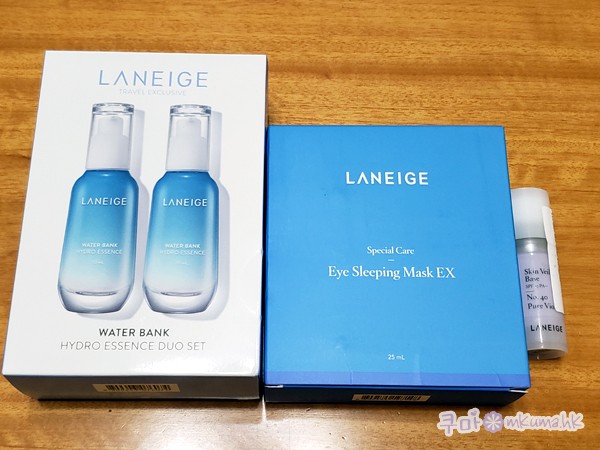 LANEIGE
TRAVEL EXCLUSIVE
LANEIGE
WATER BANK
HYDRO ESSENCE
LANEIGE
WATER BANK
HYDRO ESSENCE
WATER BANK
HYDRO ESSENCE DUO SET
LANEIGE
Special Care
Eye Sleeping Mask EX
25 mL
Skin Veil
Base
No. 40
Pure
LANEIGE
쿠마 mkuma.hk